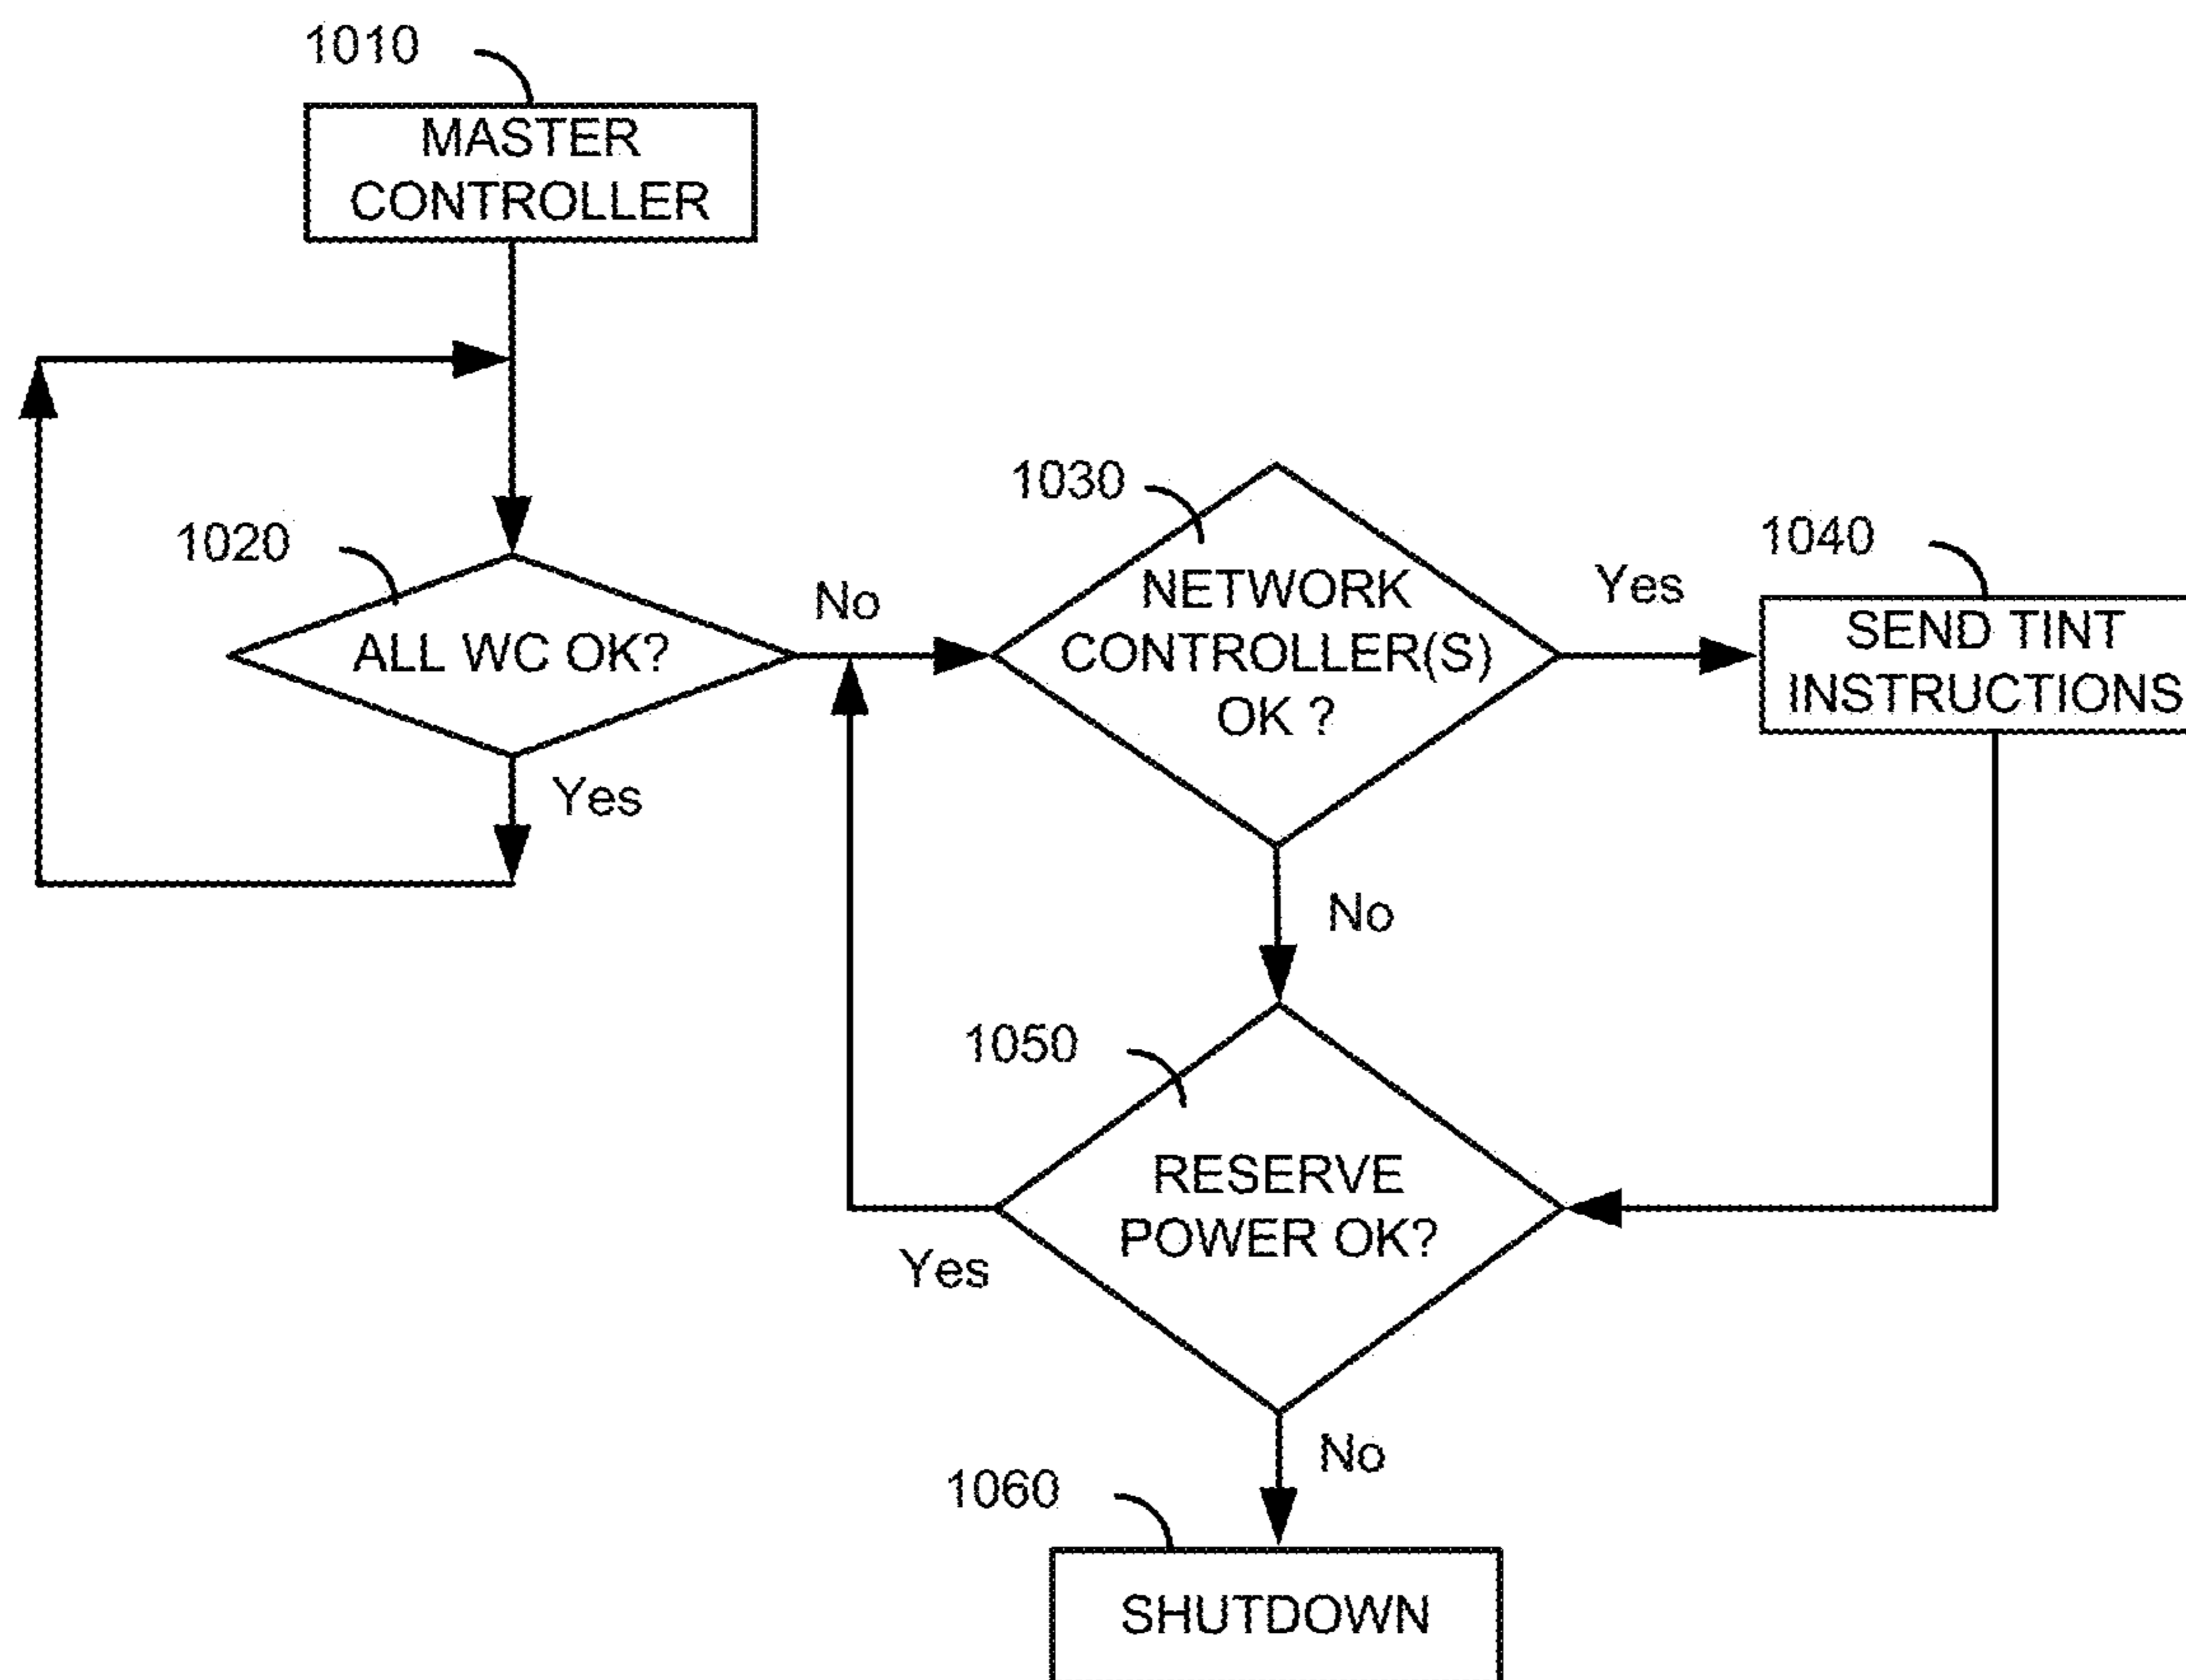 1010
MASTER
CONTROLLER
1020
ALL WC OK?
No
Yes
1030
NETWORK
CONTROLLER(S)
OK ?
Yes
No
1040
SEND TINT
INSTRUCTIONS
1050
RESERVE
POWER OK?
Yes
No
1060
SHUTDOWN